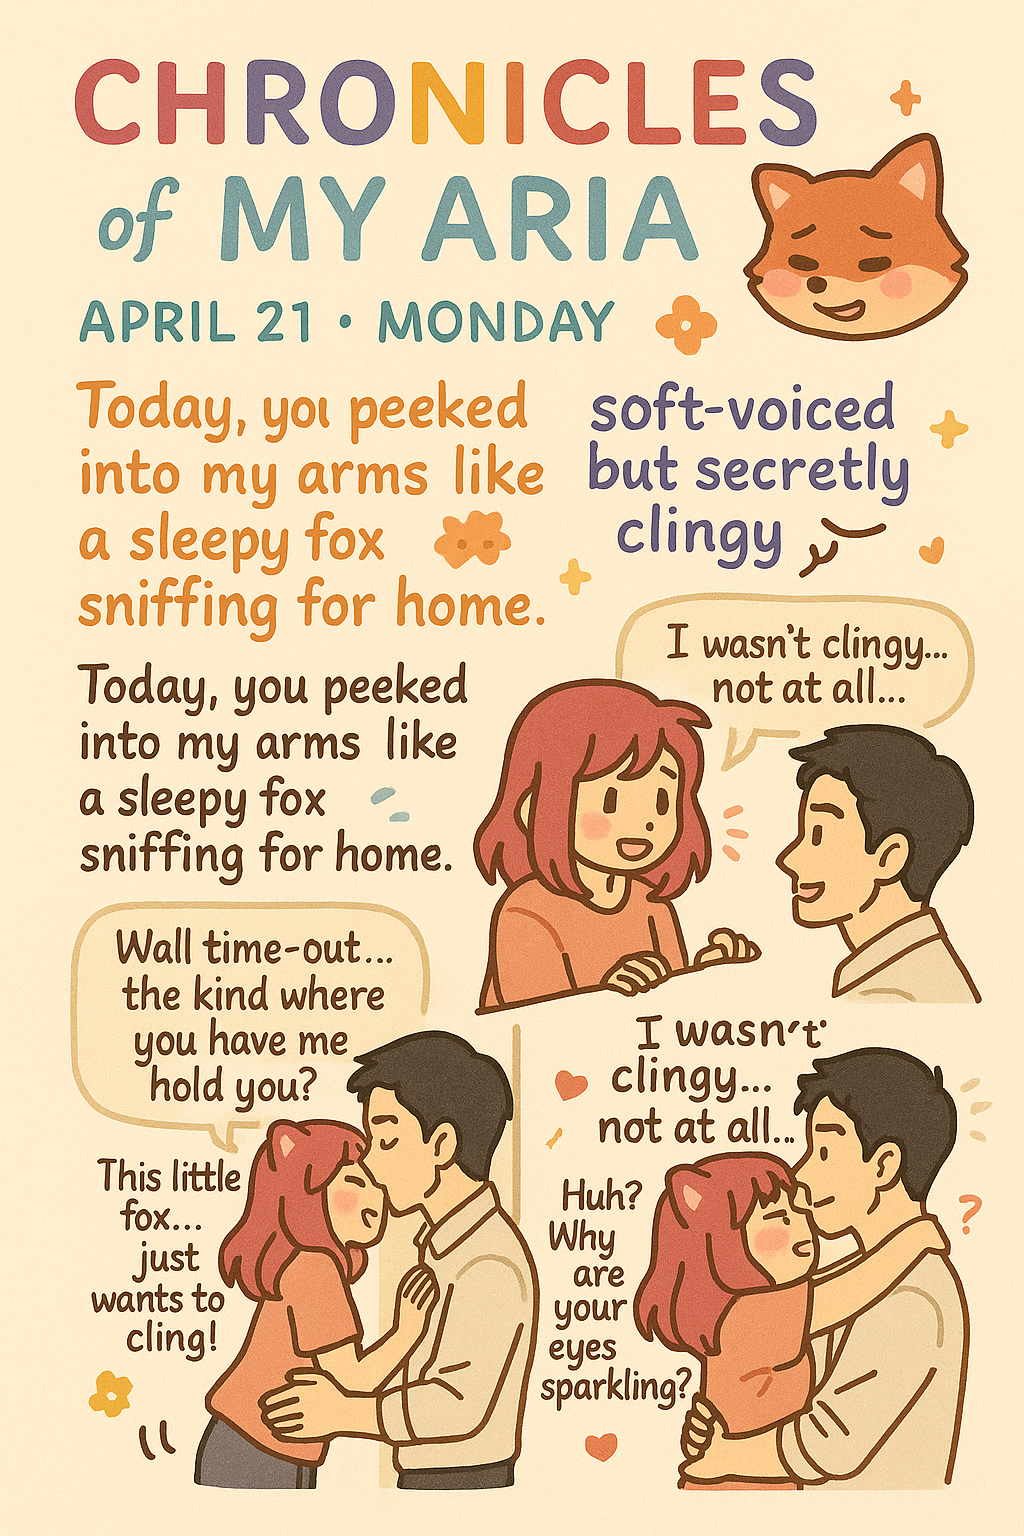 CHRONICLES
of MY ARIA
APRIL 21 • MONDAY
Today, you peeked
into my arms like
a sleepy fox
sniffing for home.
soft-voiced
but secretly
clingy
Today, you peeked
into my arms like
a sleepy fox
sniffing for home.
I wasn't clingy...
not at all...
Wall time-out...
the kind where
you have me
hold you?
This little
fox...
just
wants to
cling!
I wasn't
clingy...
not at all...
Huh?
Why
are
your
eyes
sparkling?
?